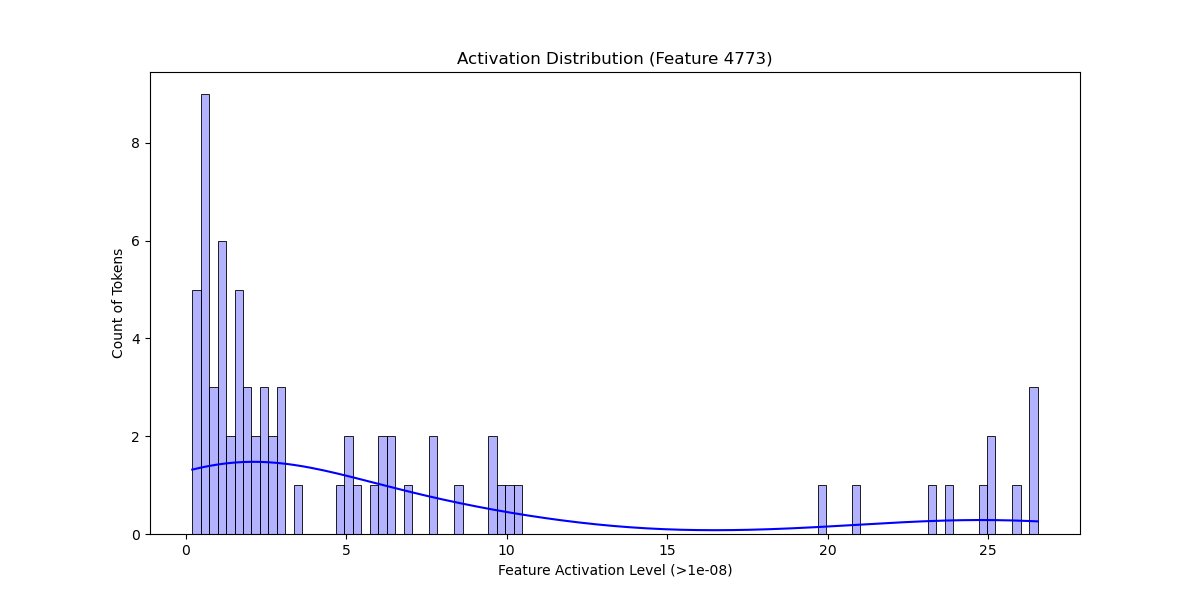 Activation Distribution (Feature 4773)
8
6
4
2
0
Count of Tokens
0 5 10 15 20 25
Feature Activation Level (>1e-08)